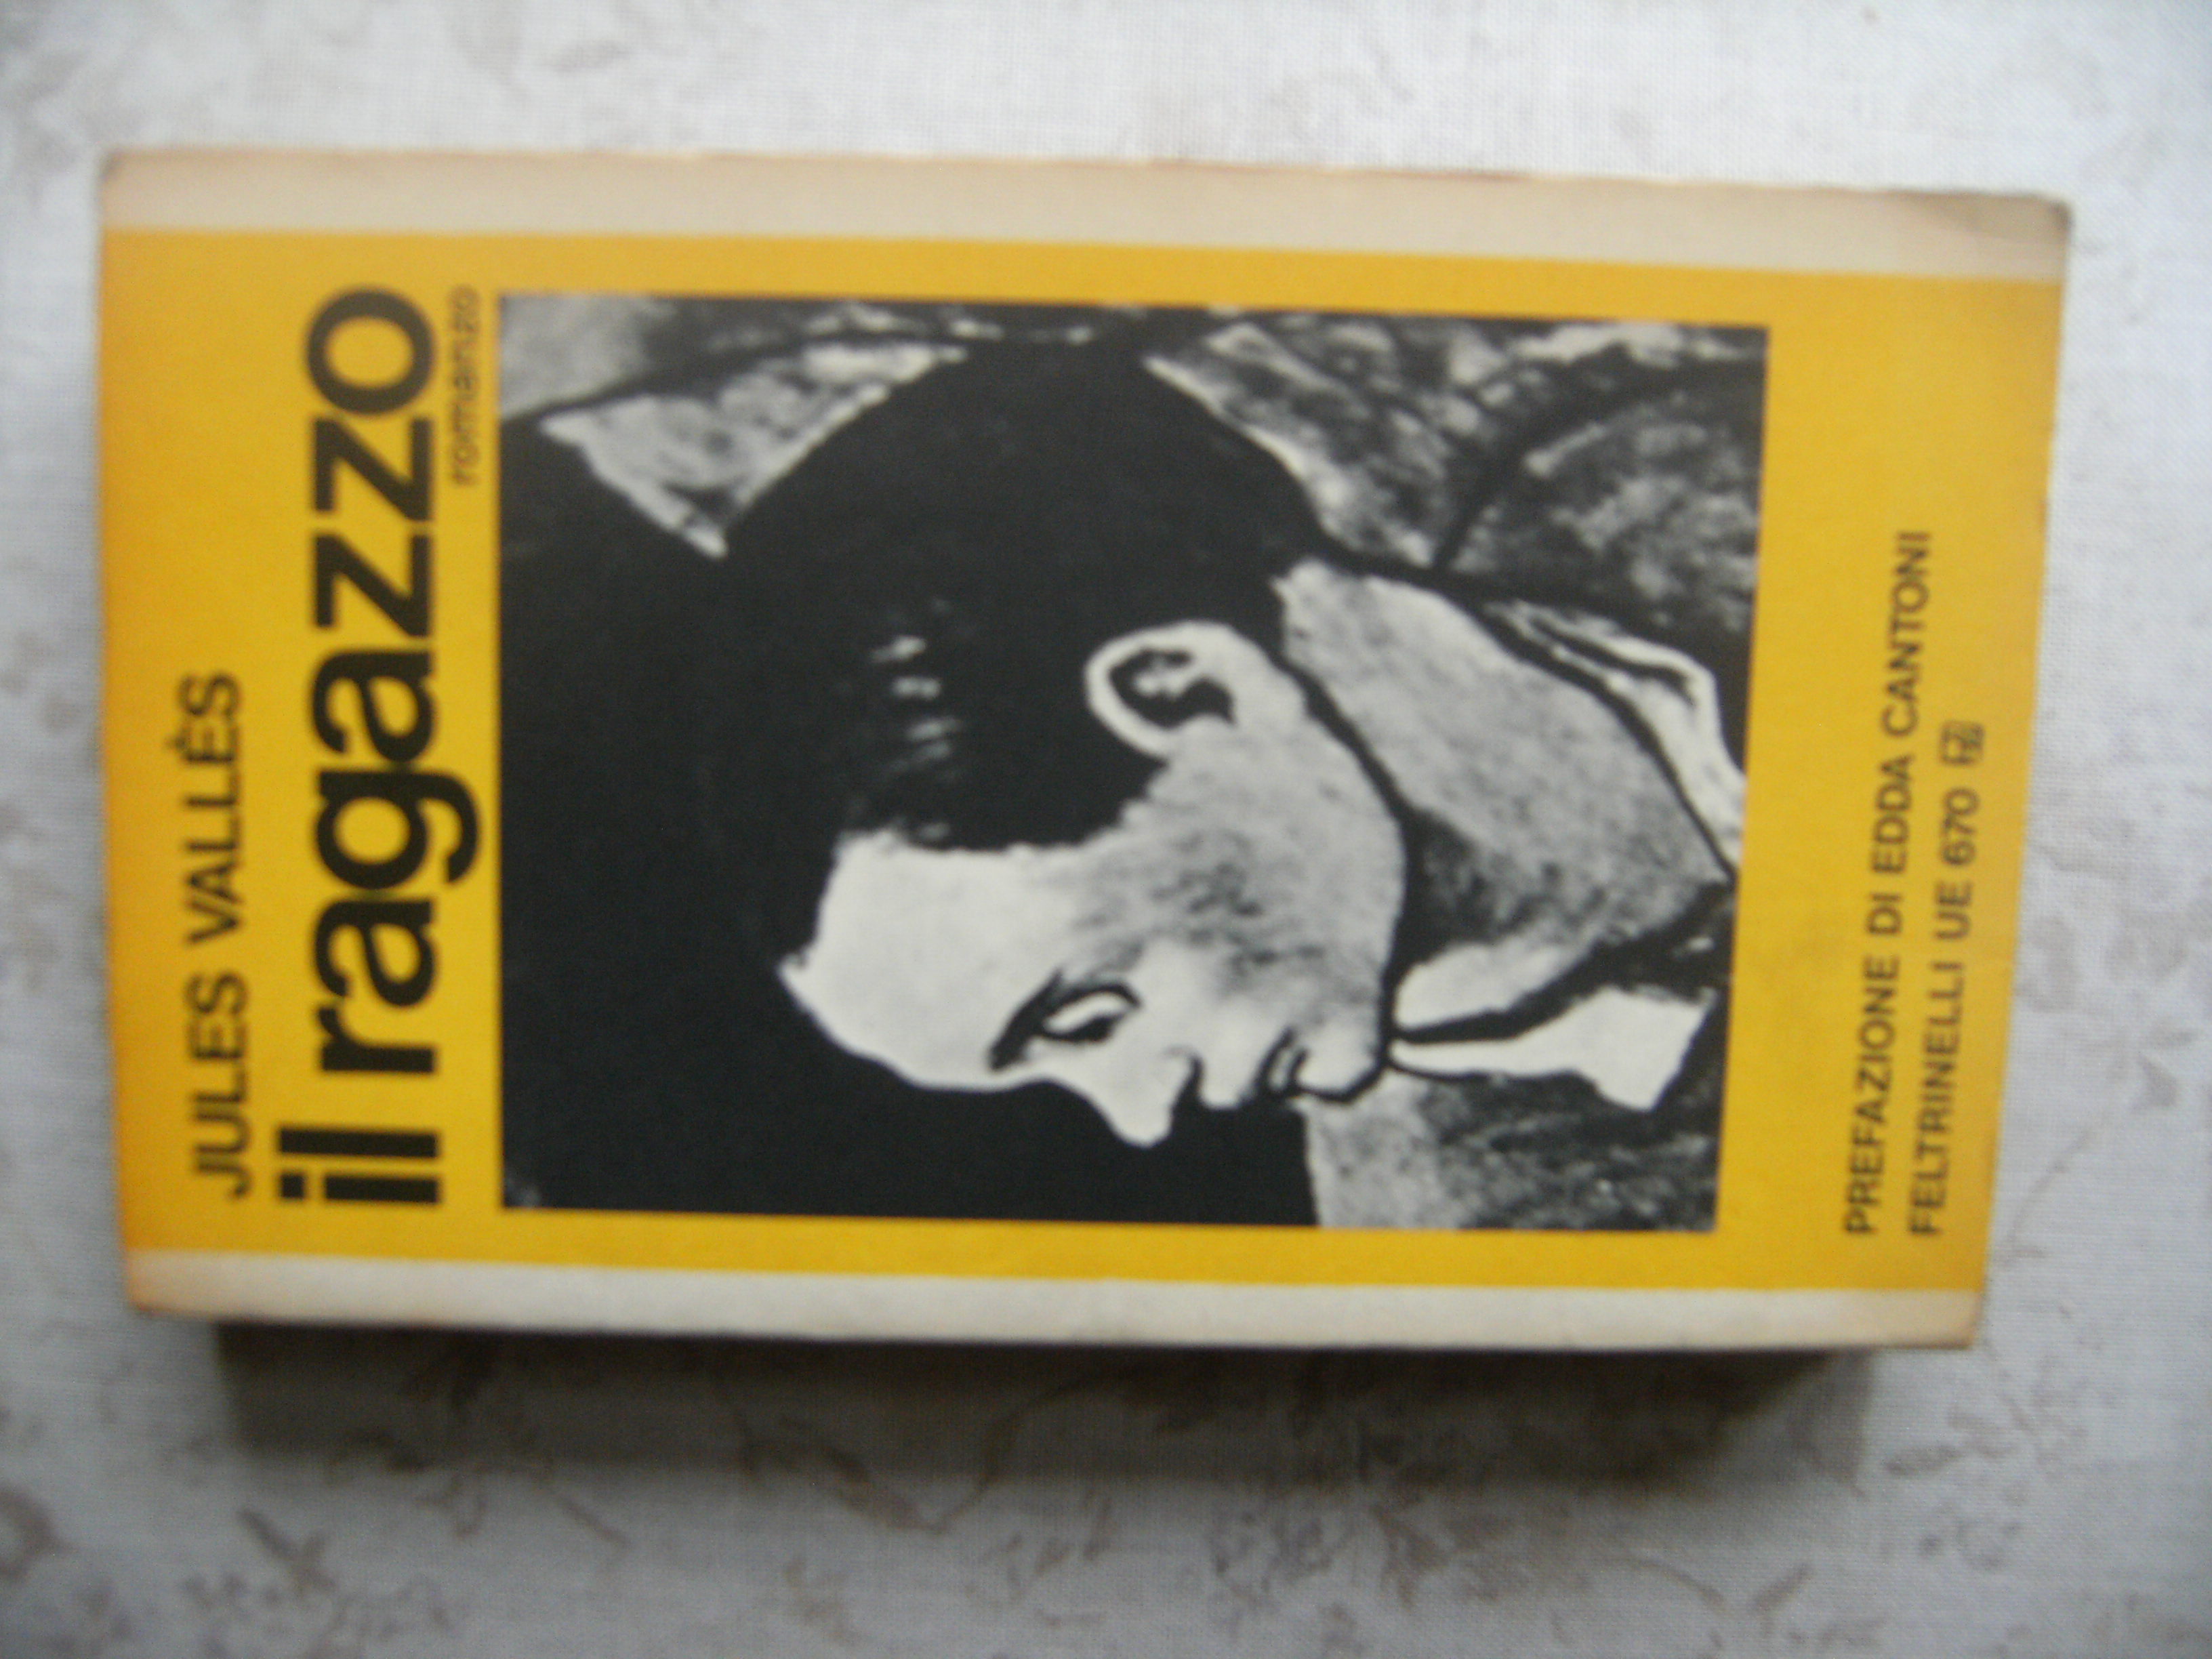 JULES VALLÈS
il ragazzo
romanzo
PREFAZIONE DI EDDA CANTONI
FELTRINELLI UE 670